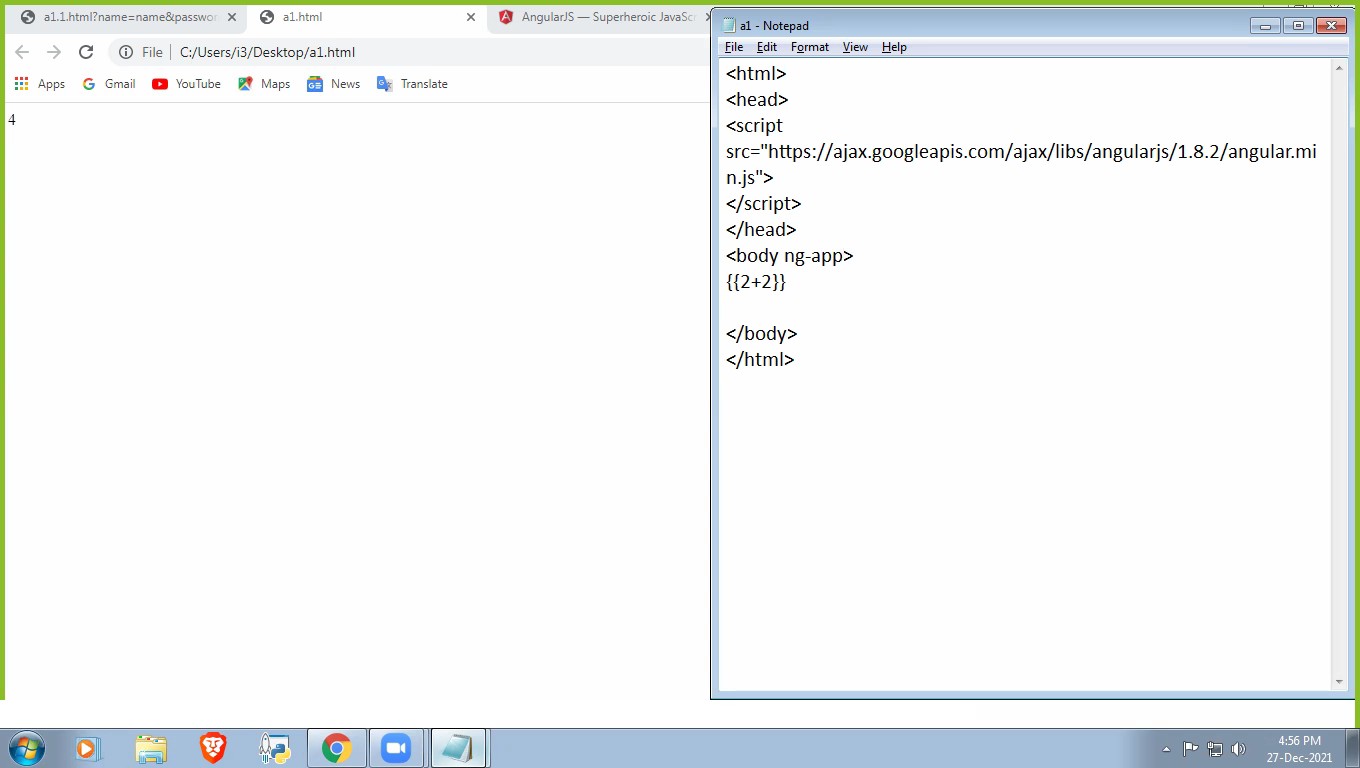 a1.1.html?name=name&passwor
a1.html
AngularJS — Superheroic JavaSc
File
C:/Users/i3/Desktop/a1.html
Apps
Gmail
YouTube
Maps
News
Translate
4
a1 - Notepad
File Edit Format View Help
<html>
<head>
<script
src="https://ajax.googleapis.com/ajax/libs/angularjs/1.8.2/angular.mi
n.js">
</script>
</head>
<body ng-app>
{{2+2}}
</body>
</html>
4:56 PM
27-Dec-2021